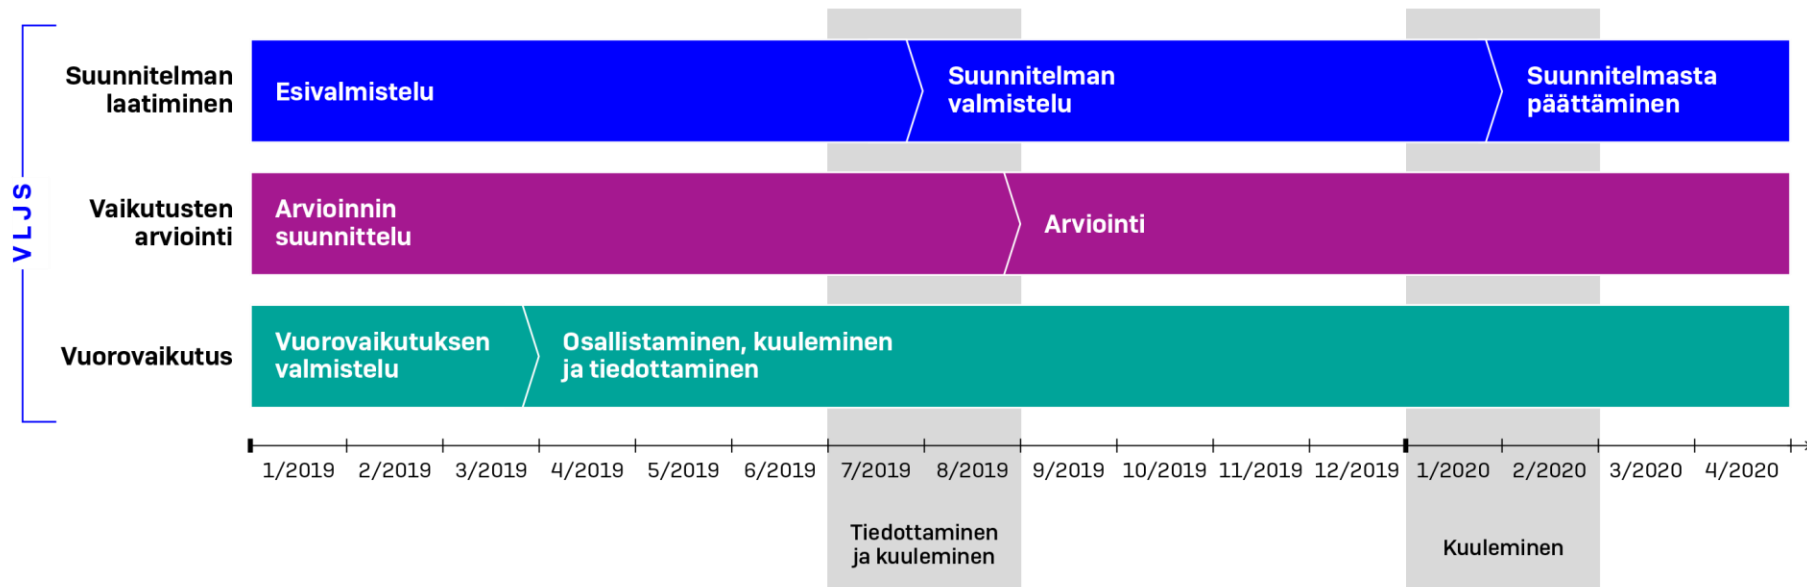 VLJS
Suunnitelman
laatiminen
Esivalmistelu
Suunnitelman
valmistelu
Suunnitelmasta
päättäminen
Vaikutusten
arviointi
Arvioinnin
suunnittelu
Arviointi
Vuorovaikutus
Vuorovaikutuksen
valmistelu
Osallistaminen, kuuleminen
ja tiedottaminen
1/2019 2/2019 3/2019 4/2019 5/2019 6/2019 7/2019 8/2019 9/2019 10/2019 11/2019 12/2019 1/2020 2/2020 3/2020 4/2020
Tiedottaminen
ja kuuleminen
Kuuleminen